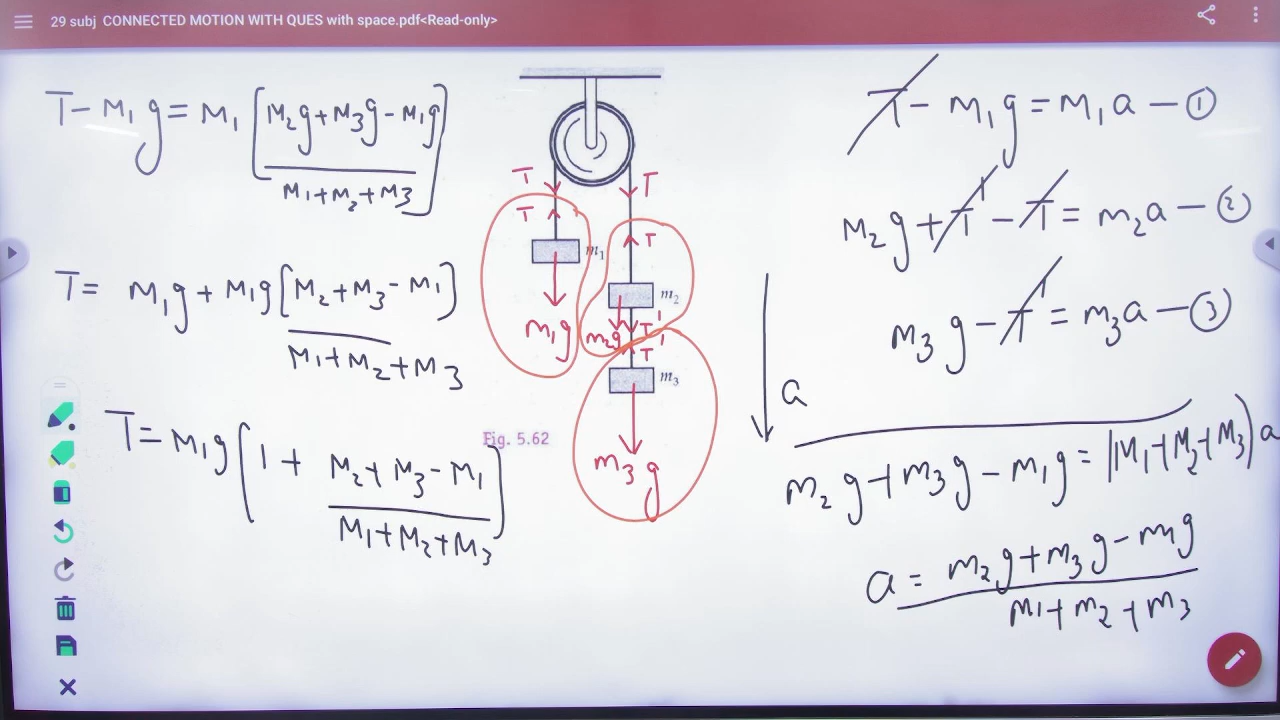 29 subj CONNECTED MOTION WITH QUES with space.pdf<Read-only>
T - M₁g = M₁ [M₂g + M₃g - M₁g / M₁+M₂+M₃]
T = M₁g + M₁g [M₂+M₃-M₁] / M₁+M₂+M₃
T = M₁g [1 + M₂+M₃-M₁ / M₁+M₂+M₃]
T
T
T
T
m₁
m₂
m₁g
m₂g
T'
T'
m₃
Fig. 5.62
m₃g
T - M₁g = M₁a - ①
M₂g + T' - T = m₂a - ②
m₃g - T' = m₃a - ③
a
m₂g + m₃g - m₁g = (M₁+M₂+M₃)a
a = m₂g + m₃g - m₁g / m₁ + m₂ + m₃